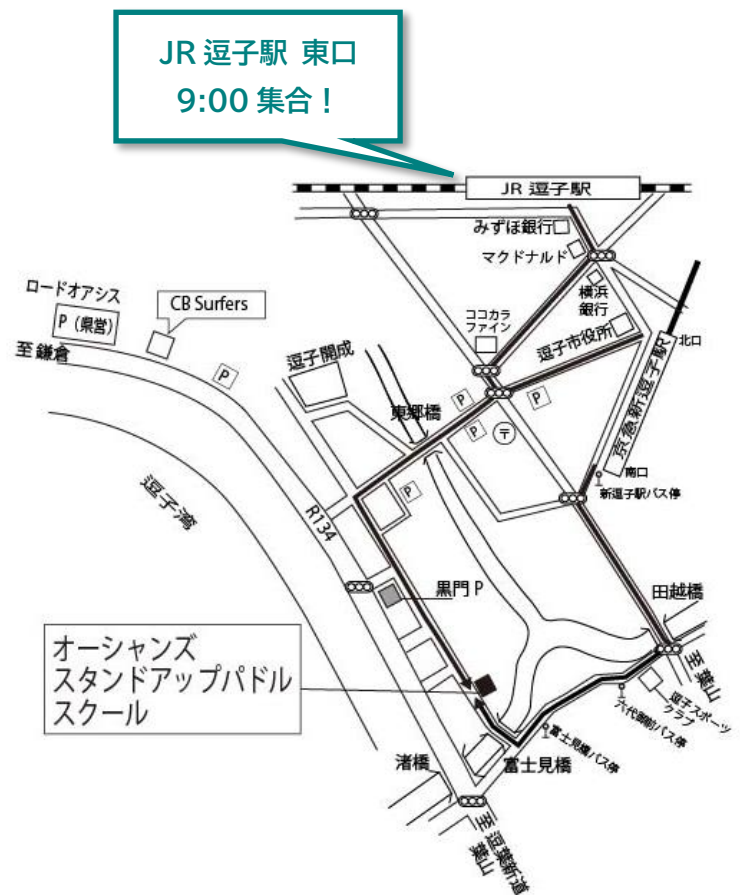 JR 逗子駅 東口
9:00 集合！
JR 逗子駅
みずほ銀行
マクドナルド
横浜
銀行
ココカラ
ファイン
逗子市役所
北口
京急新逗子駅
南口
新逗子駅バス停
ロードオアシス
P（県営）
CB Surfers
至鎌倉
P
逗子開成
東郷橋
P
P
P
〒
P
逗子湾
R134
黒門 P
田越橋
至葉山
オーシャンズ
スタンドアップパドル
スクール
逗子スポーツ
クラブ
六代御前バス停
富士見橋バス停
富士見橋
渚橋
至逗葉新道
葉山